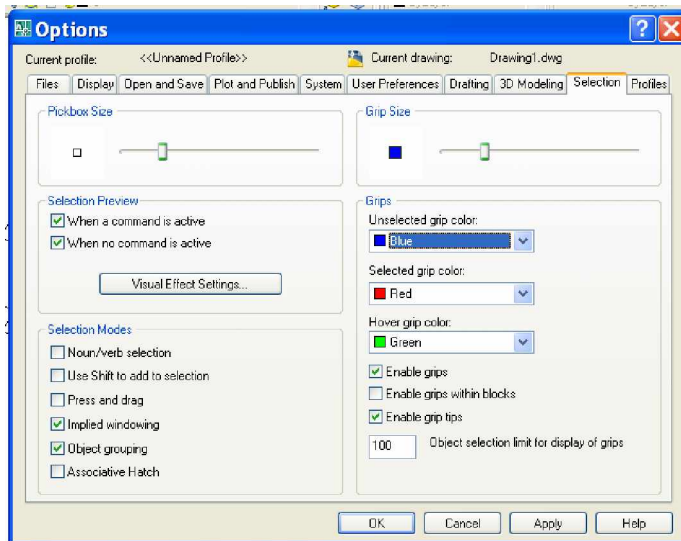 Options
Current profile: <<Unnamed Profile>> Current drawing: Drawing1.dwg
Files Display Open and Save Plot and Publish System User Preferences Drafting 3D Modeling Selection Profiles
Pickbox Size
Grip Size
Selection Preview
When a command is active
When no command is active
Visual Effect Settings...
Selection Modes
Noun/verb selection
Use Shift to add to selection
Press and drag
Implied windowing
Object grouping
Associative Hatch
Grips
Unselected grip color:
Blue
Selected grip color:
Red
Hover grip color:
Green
Enable grips
Enable grips within blocks
Enable grip tips
100 Object selection limit for display of grips
OK Cancel Apply Help